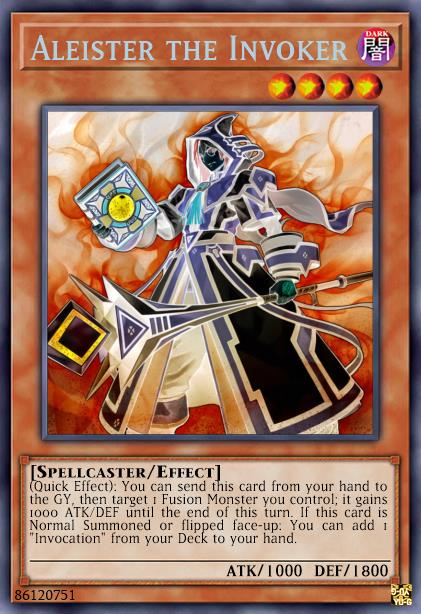 ALEISTER THE INVOKER
DARK
闇
[SPELLCASTER/EFFECT]
(Quick Effect): You can send this card from your hand to
the GY, then target 1 Fusion Monster you control; it gains
1000 ATK/DEF until the end of this turn. If this card is
Normal Summoned or flipped face-up: You can add 1
"Invocation" from your Deck to your hand.
ATK/1000 DEF/1800
86120751